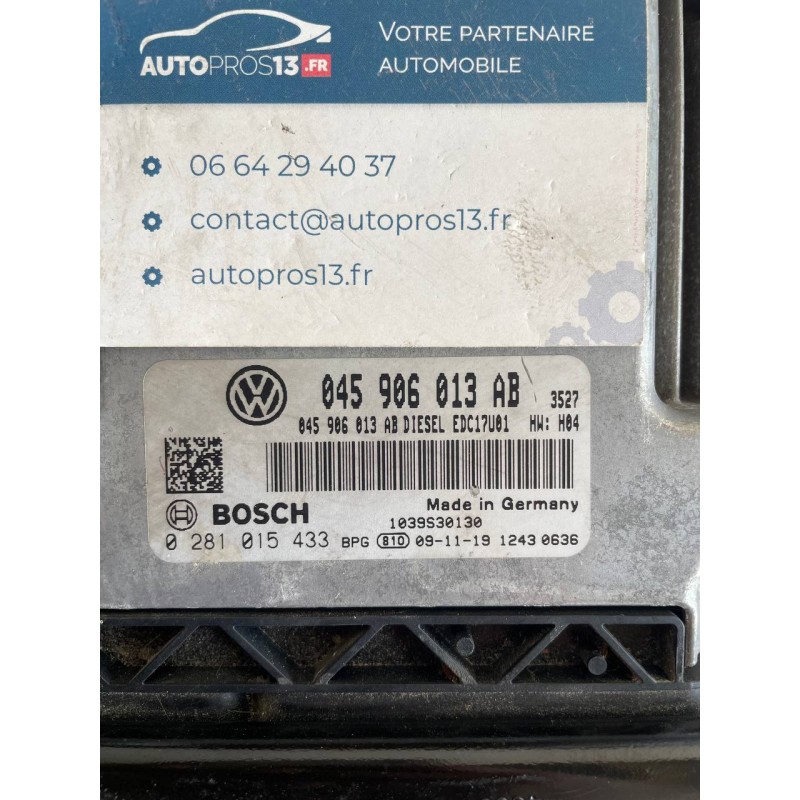 AUTOPROS13.FR
VOTRE PARTENAIRE
AUTOMOBILE
06 64 29 40 37
contact@autopros13.fr
autopros13.fr
045 906 013 AB 3527
045 906 013 AB DIESEL EDC17U01 HW: H04
Made in Germany
BOSCH 1039S30130
0 281 015 433 BPG 810 09-11-19 1243 0636